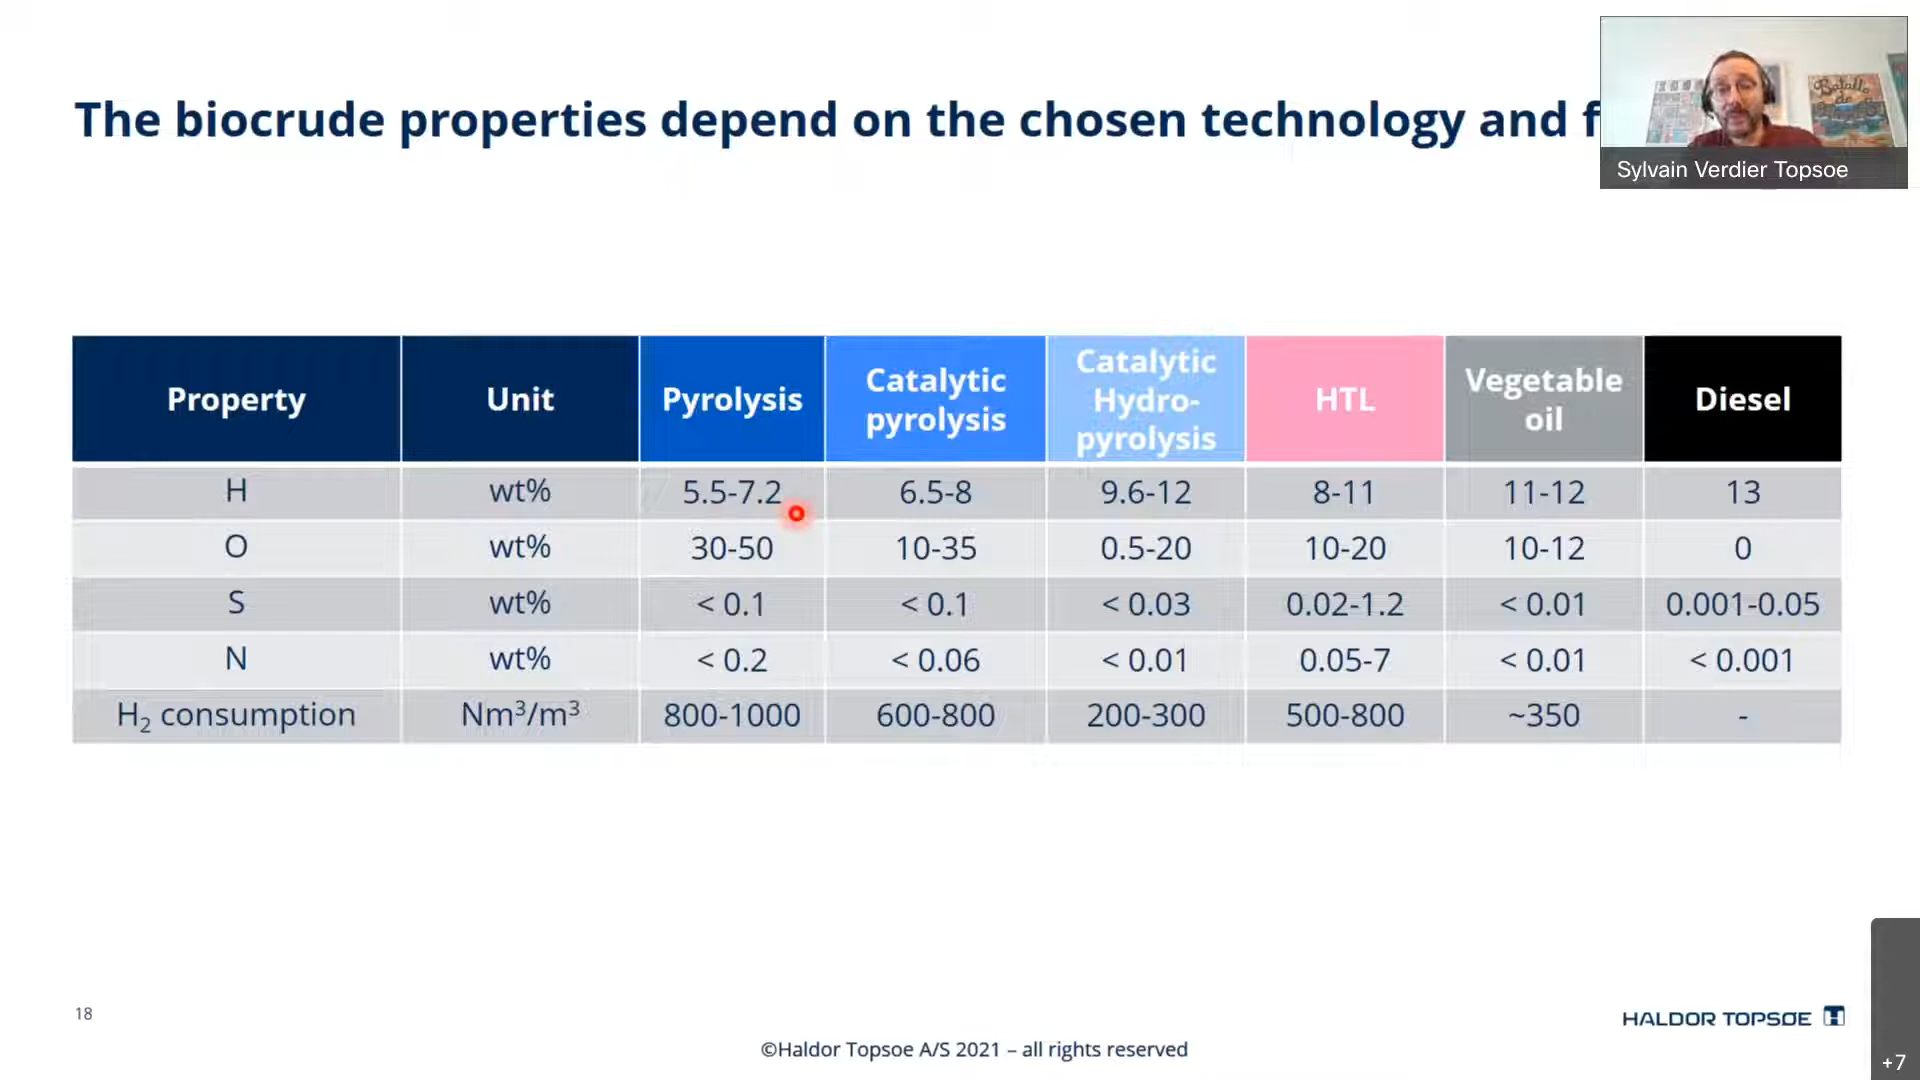 The biocrude properties depend on the chosen technology and f
Sylvain Verdier Topsoe
Property Unit Pyrolysis Catalytic pyrolysis Catalytic Hydro-pyrolysis HTL Vegetable oil Diesel
H wt% 5.5-7.2 6.5-8 9.6-12 8-11 11-12 13
O wt% 30-50 10-35 0.5-20 10-20 10-12 0
S wt% < 0.1 < 0.1 < 0.03 0.02-1.2 < 0.01 0.001-0.05
N wt% < 0.2 < 0.06 < 0.01 0.05-7 < 0.01 < 0.001
H₂ consumption Nm³/m³ 800-1000 600-800 200-300 500-800 ~350 -
18
HALDOR TOPSØE
©Haldor Topsoe A/S 2021 – all rights reserved
+7